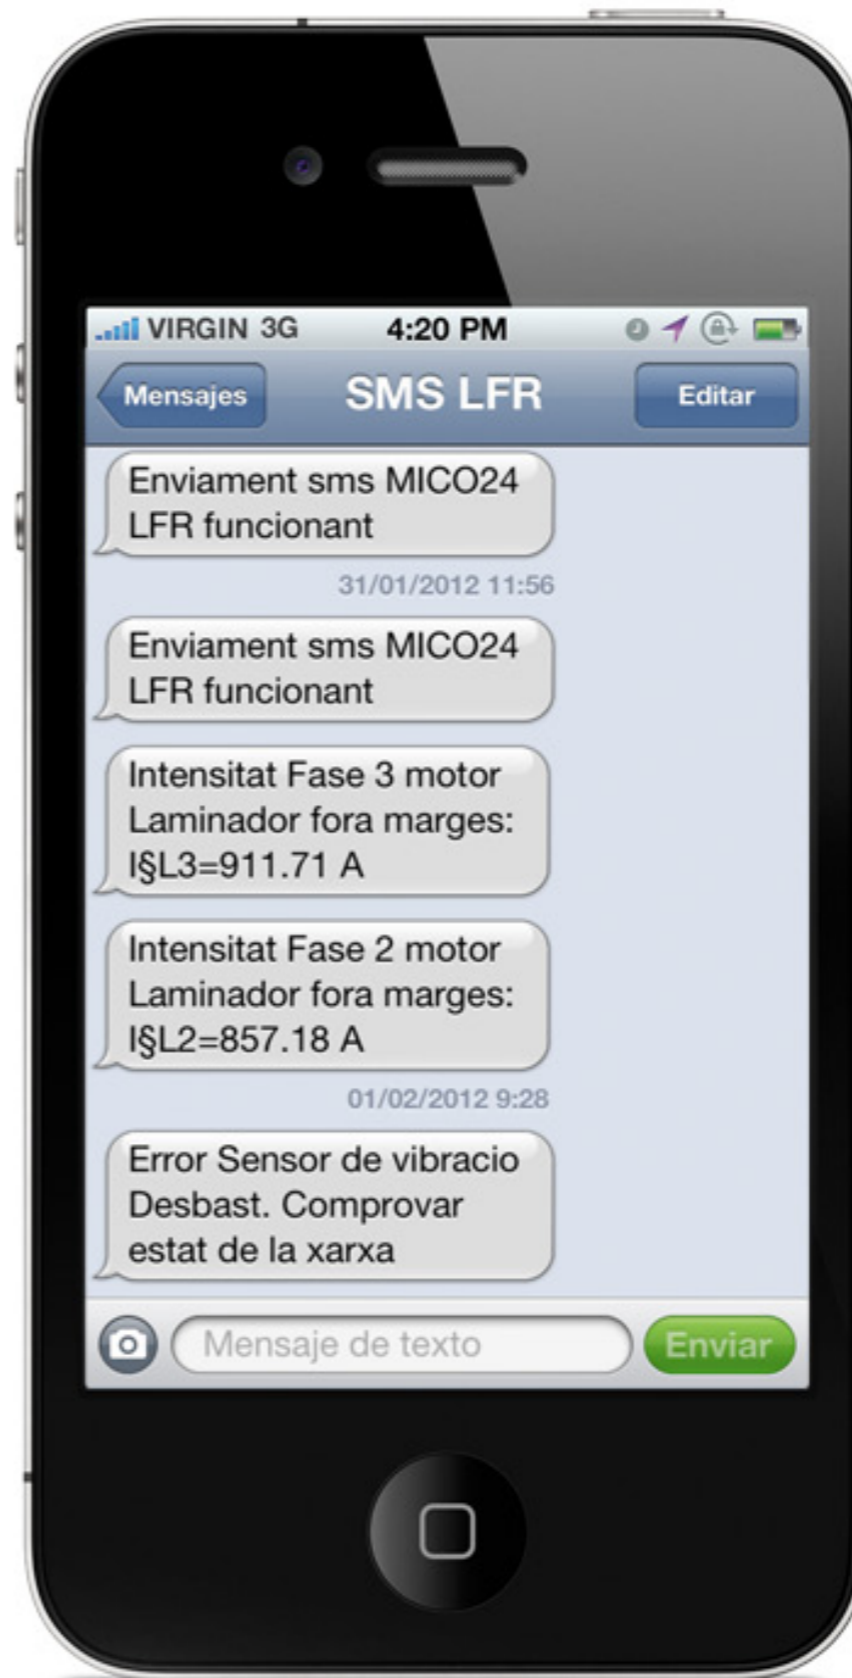 VIRGIN 3G 4:20 PM
Mensajes SMS LFR Editar
Enviament sms MICO24
LFR funcionant
31/01/2012 11:56
Enviament sms MICO24
LFR funcionant
Intensitat Fase 3 motor
Laminador fora marges:
I§L3=911.71 A
Intensitat Fase 2 motor
Laminador fora marges:
I§L2=857.18 A
01/02/2012 9:28
Error Sensor de vibracio
Desbast. Comprovar
estat de la xarxa
Mensaje de texto Enviar